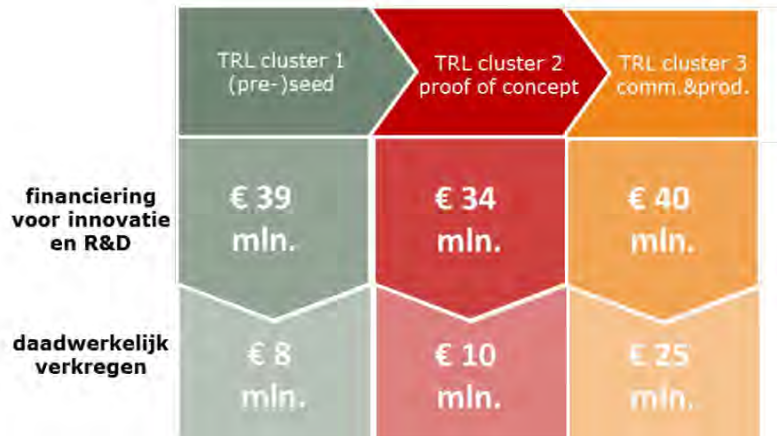 TRL cluster 1
(pre-)seed
TRL cluster 2
proof of concept
TRL cluster 3
comm.&prod.
financiering
voor innovatie
en R&D
€ 39
mln.
€ 34
mln.
€ 40
mln.
daadwerkelijk
verkregen
€ 8
mln.
€ 10
mln.
€ 25
mln.